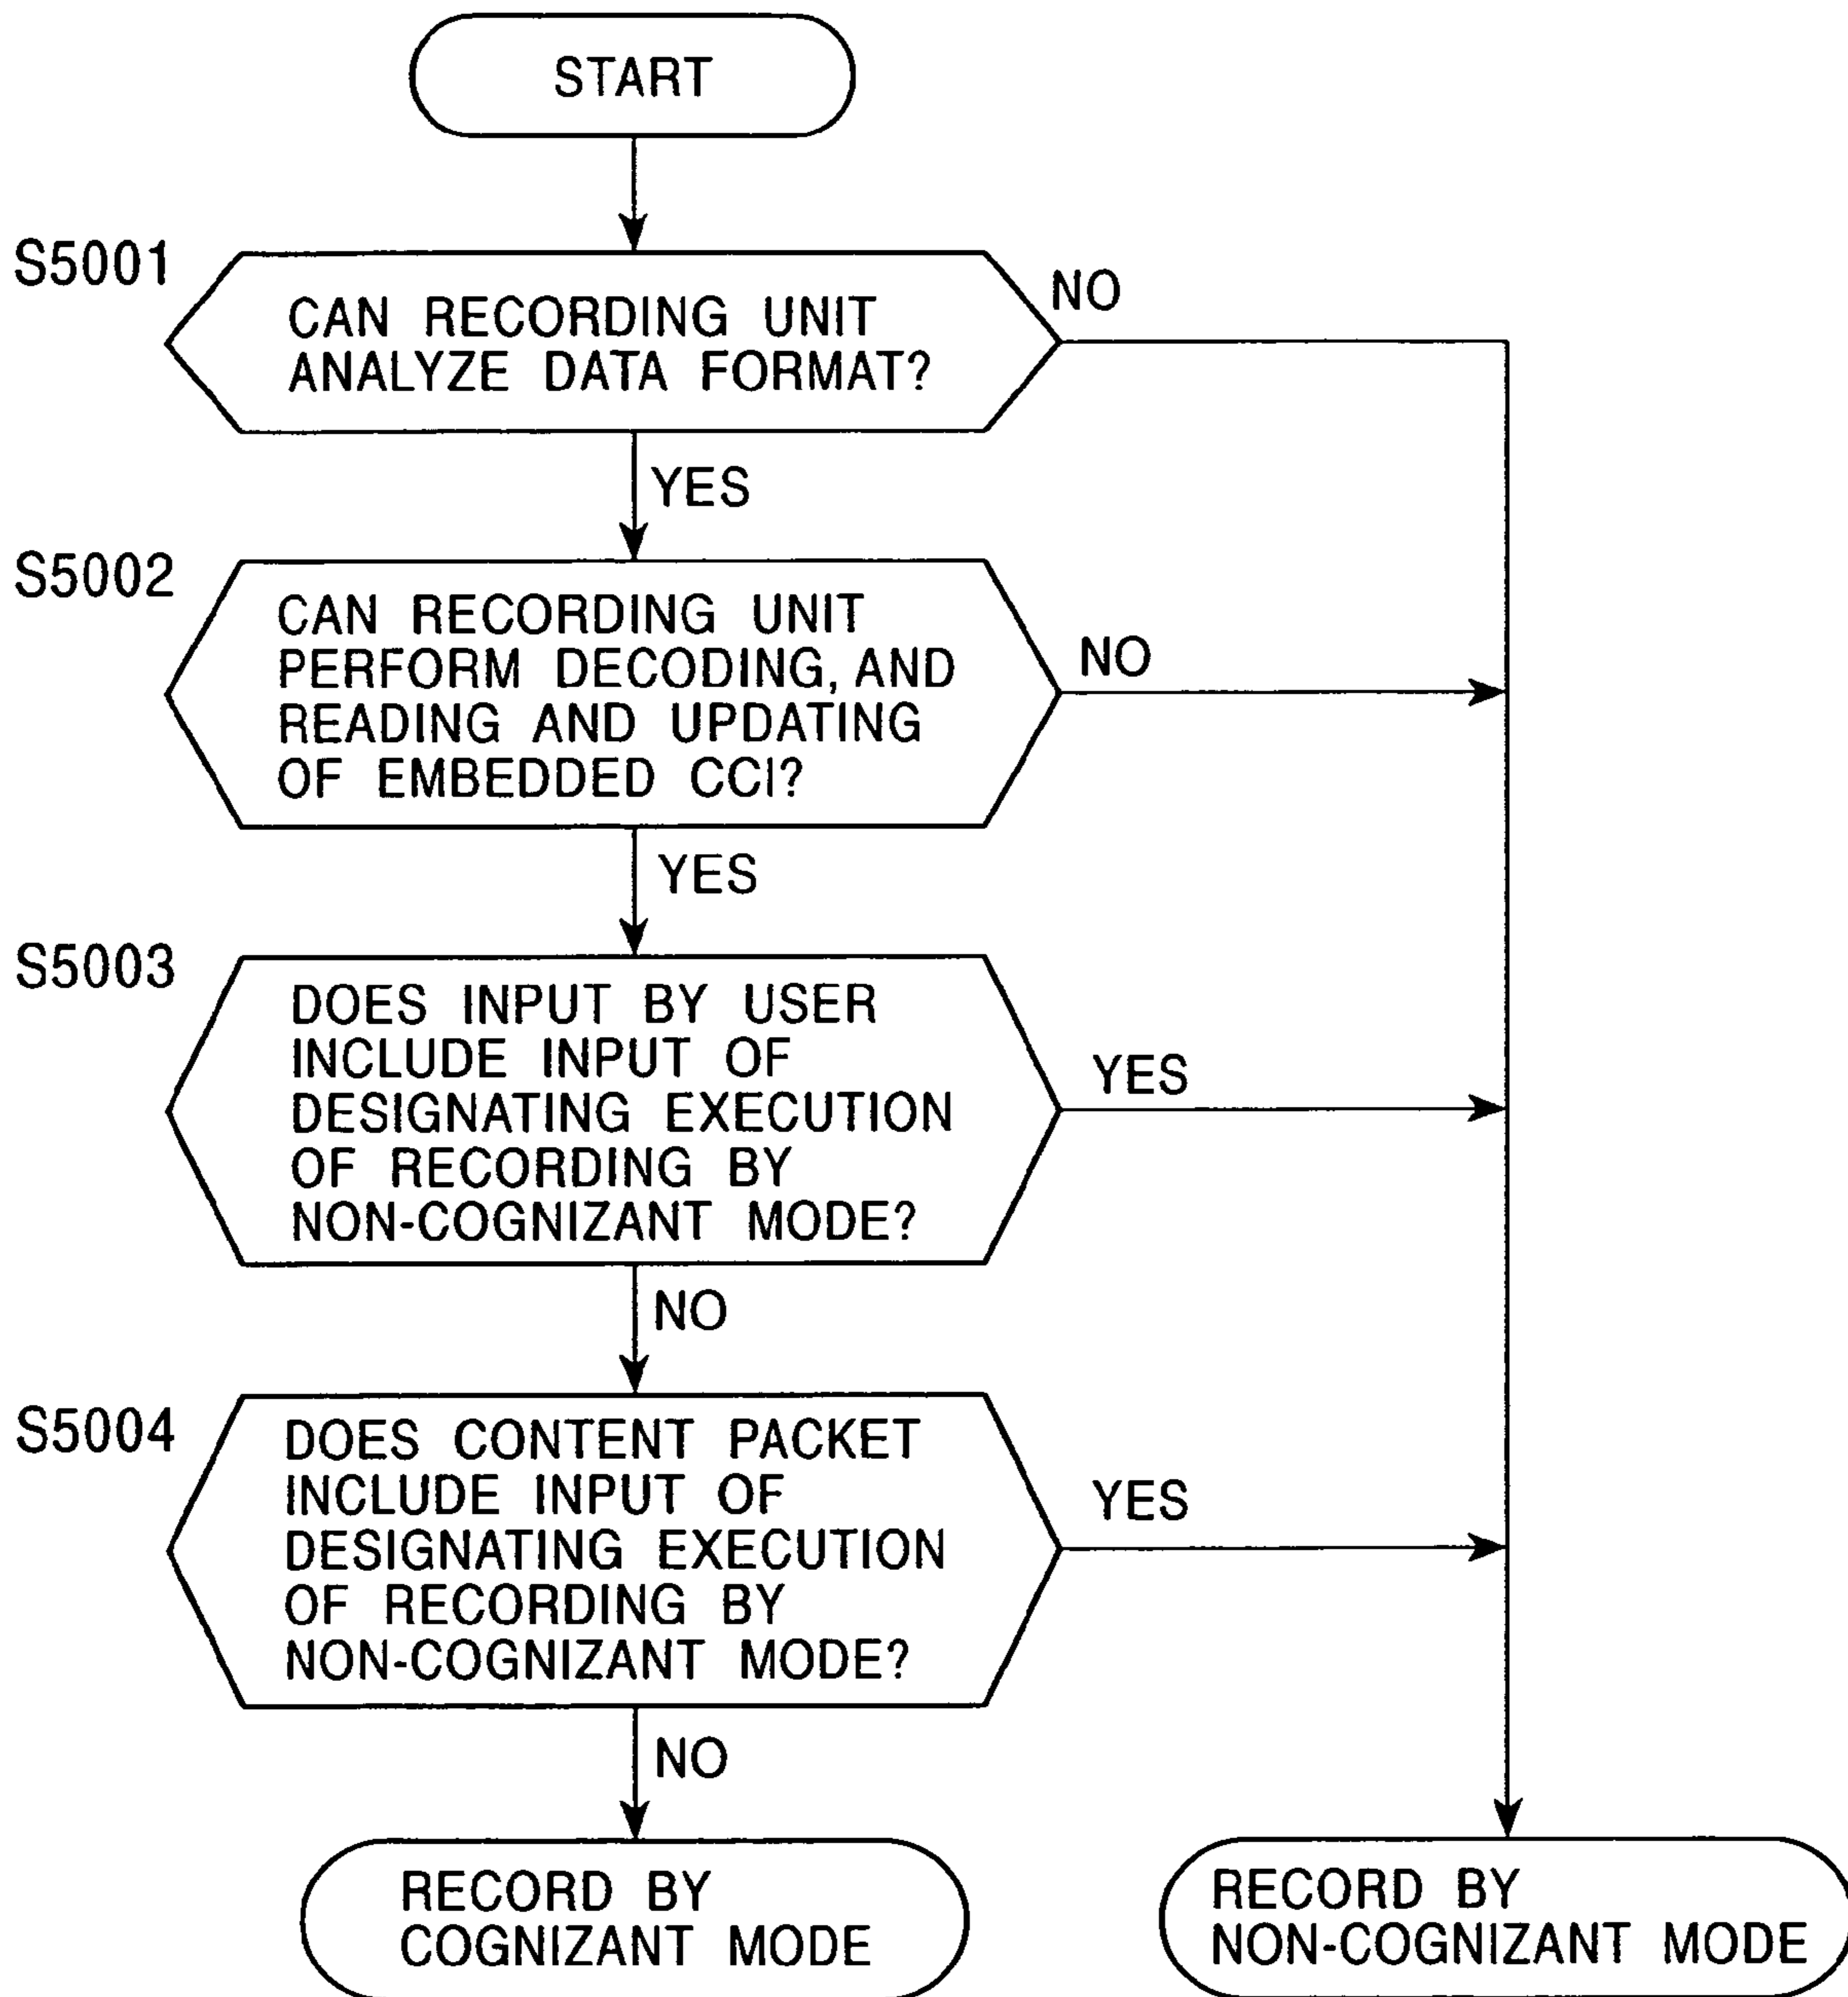 START
S5001
CAN RECORDING UNIT
ANALYZE DATA FORMAT?
NO
YES
S5002
CAN RECORDING UNIT
PERFORM DECODING, AND
READING AND UPDATING
OF EMBEDDED CCI?
NO
YES
S5003
DOES INPUT BY USER
INCLUDE INPUT OF
DESIGNATING EXECUTION
OF RECORDING BY
NON-COGNIZANT MODE?
YES
NO
S5004
DOES CONTENT PACKET
INCLUDE INPUT OF
DESIGNATING EXECUTION
OF RECORDING BY
NON-COGNIZANT MODE?
YES
NO
RECORD BY
COGNIZANT MODE
RECORD BY
NON-COGNIZANT MODE